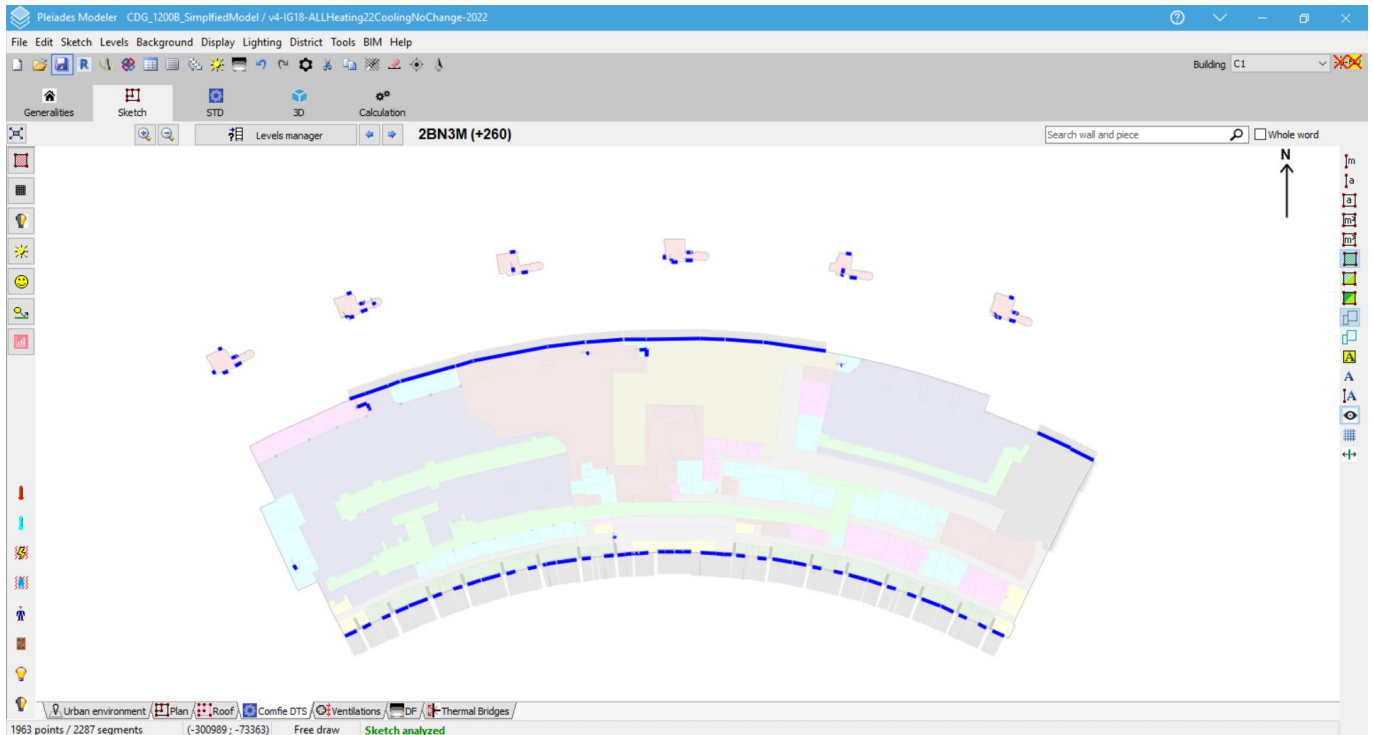 Pleiades Modeler CDG_1200B_SimplfiedModel / v4-IG18-ALLHeating22CoolingNoChange-2022
File Edit Sketch Levels Background Display Lighting District Tools BIM Help
R
Building C1
Generalities Sketch STD 3D Calculation
Levels manager 2BN3M (+260) Search wall and piece Whole word
N
m
a
a
m²
m³
A
A
A
Urban environment Plan Roof Comfie DTS Ventilations DF Thermal Bridges
1963 points / 2287 segments (-300989 ; -73363) Free draw Sketch analyzed